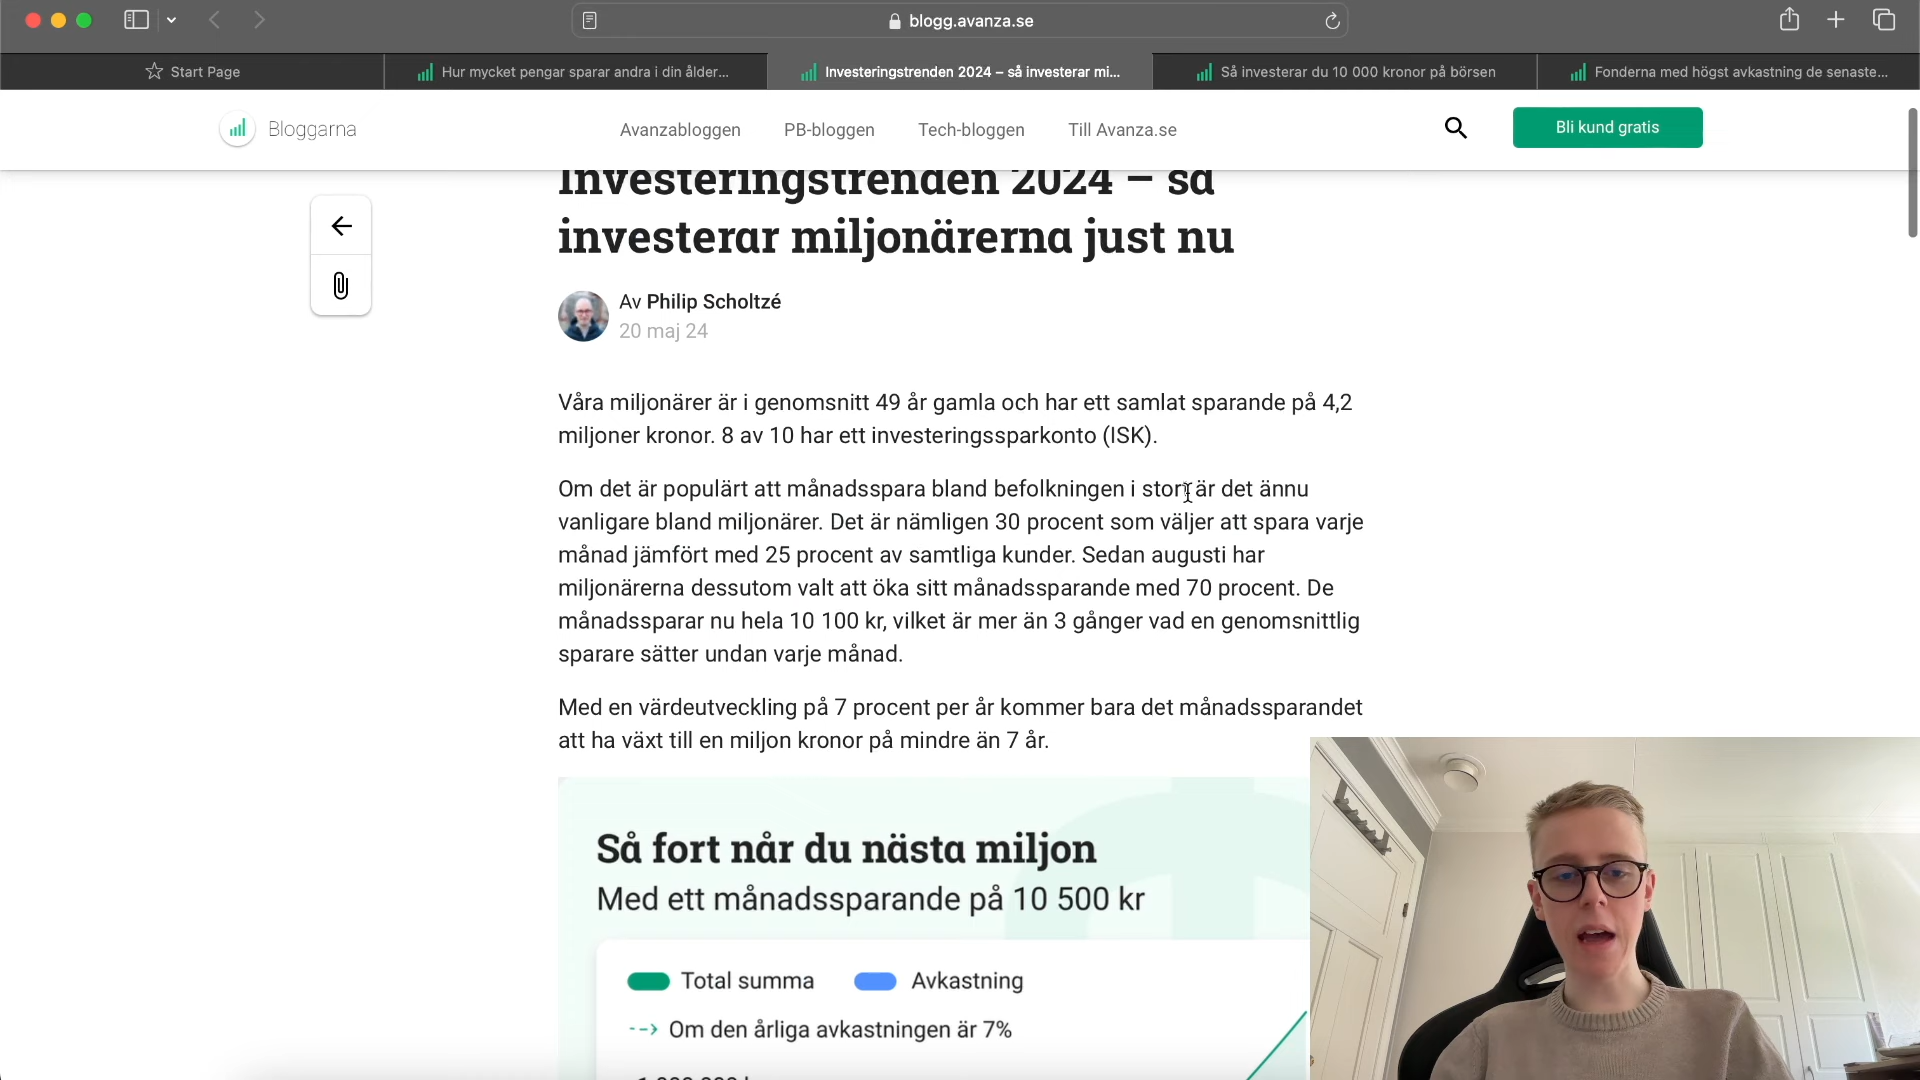 blogg.avanza.se
Start Page
Hur mycket pengar sparar andra i din ålder...
Investeringstrenden 2024 – så investerar mi...
Så investerar du 10 000 kronor på börsen
Fonderna med högst avkastning de senaste...
Bloggarna
Avanzabloggen
PB-bloggen
Tech-bloggen
Till Avanza.se
Bli kund gratis
Investeringstrenden 2024 – så
investerar miljonärerna just nu
Av Philip Scholtzé
20 maj 24
Våra miljonärer är i genomsnitt 49 år gamla och har ett samlat sparande på 4,2
miljoner kronor. 8 av 10 har ett investeringssparkonto (ISK).
Om det är populärt att månadsspara bland befolkningen i stort är det ännu
vanligare bland miljonärer. Det är nämligen 30 procent som väljer att spara varje
månad jämfört med 25 procent av samtliga kunder. Sedan augusti har
miljonärerna dessutom valt att öka sitt månadssparande med 70 procent. De
månadssparar nu hela 10 100 kr, vilket är mer än 3 gånger vad en genomsnittlig
sparare sätter undan varje månad.
Med en värdeutveckling på 7 procent per år kommer bara det månadssparandet
att ha växt till en miljon kronor på mindre än 7 år.
Så fort når du nästa miljon
Med ett månadssparande på 10 500 kr
Total summa
Avkastning
Om den årliga avkastningen är 7%